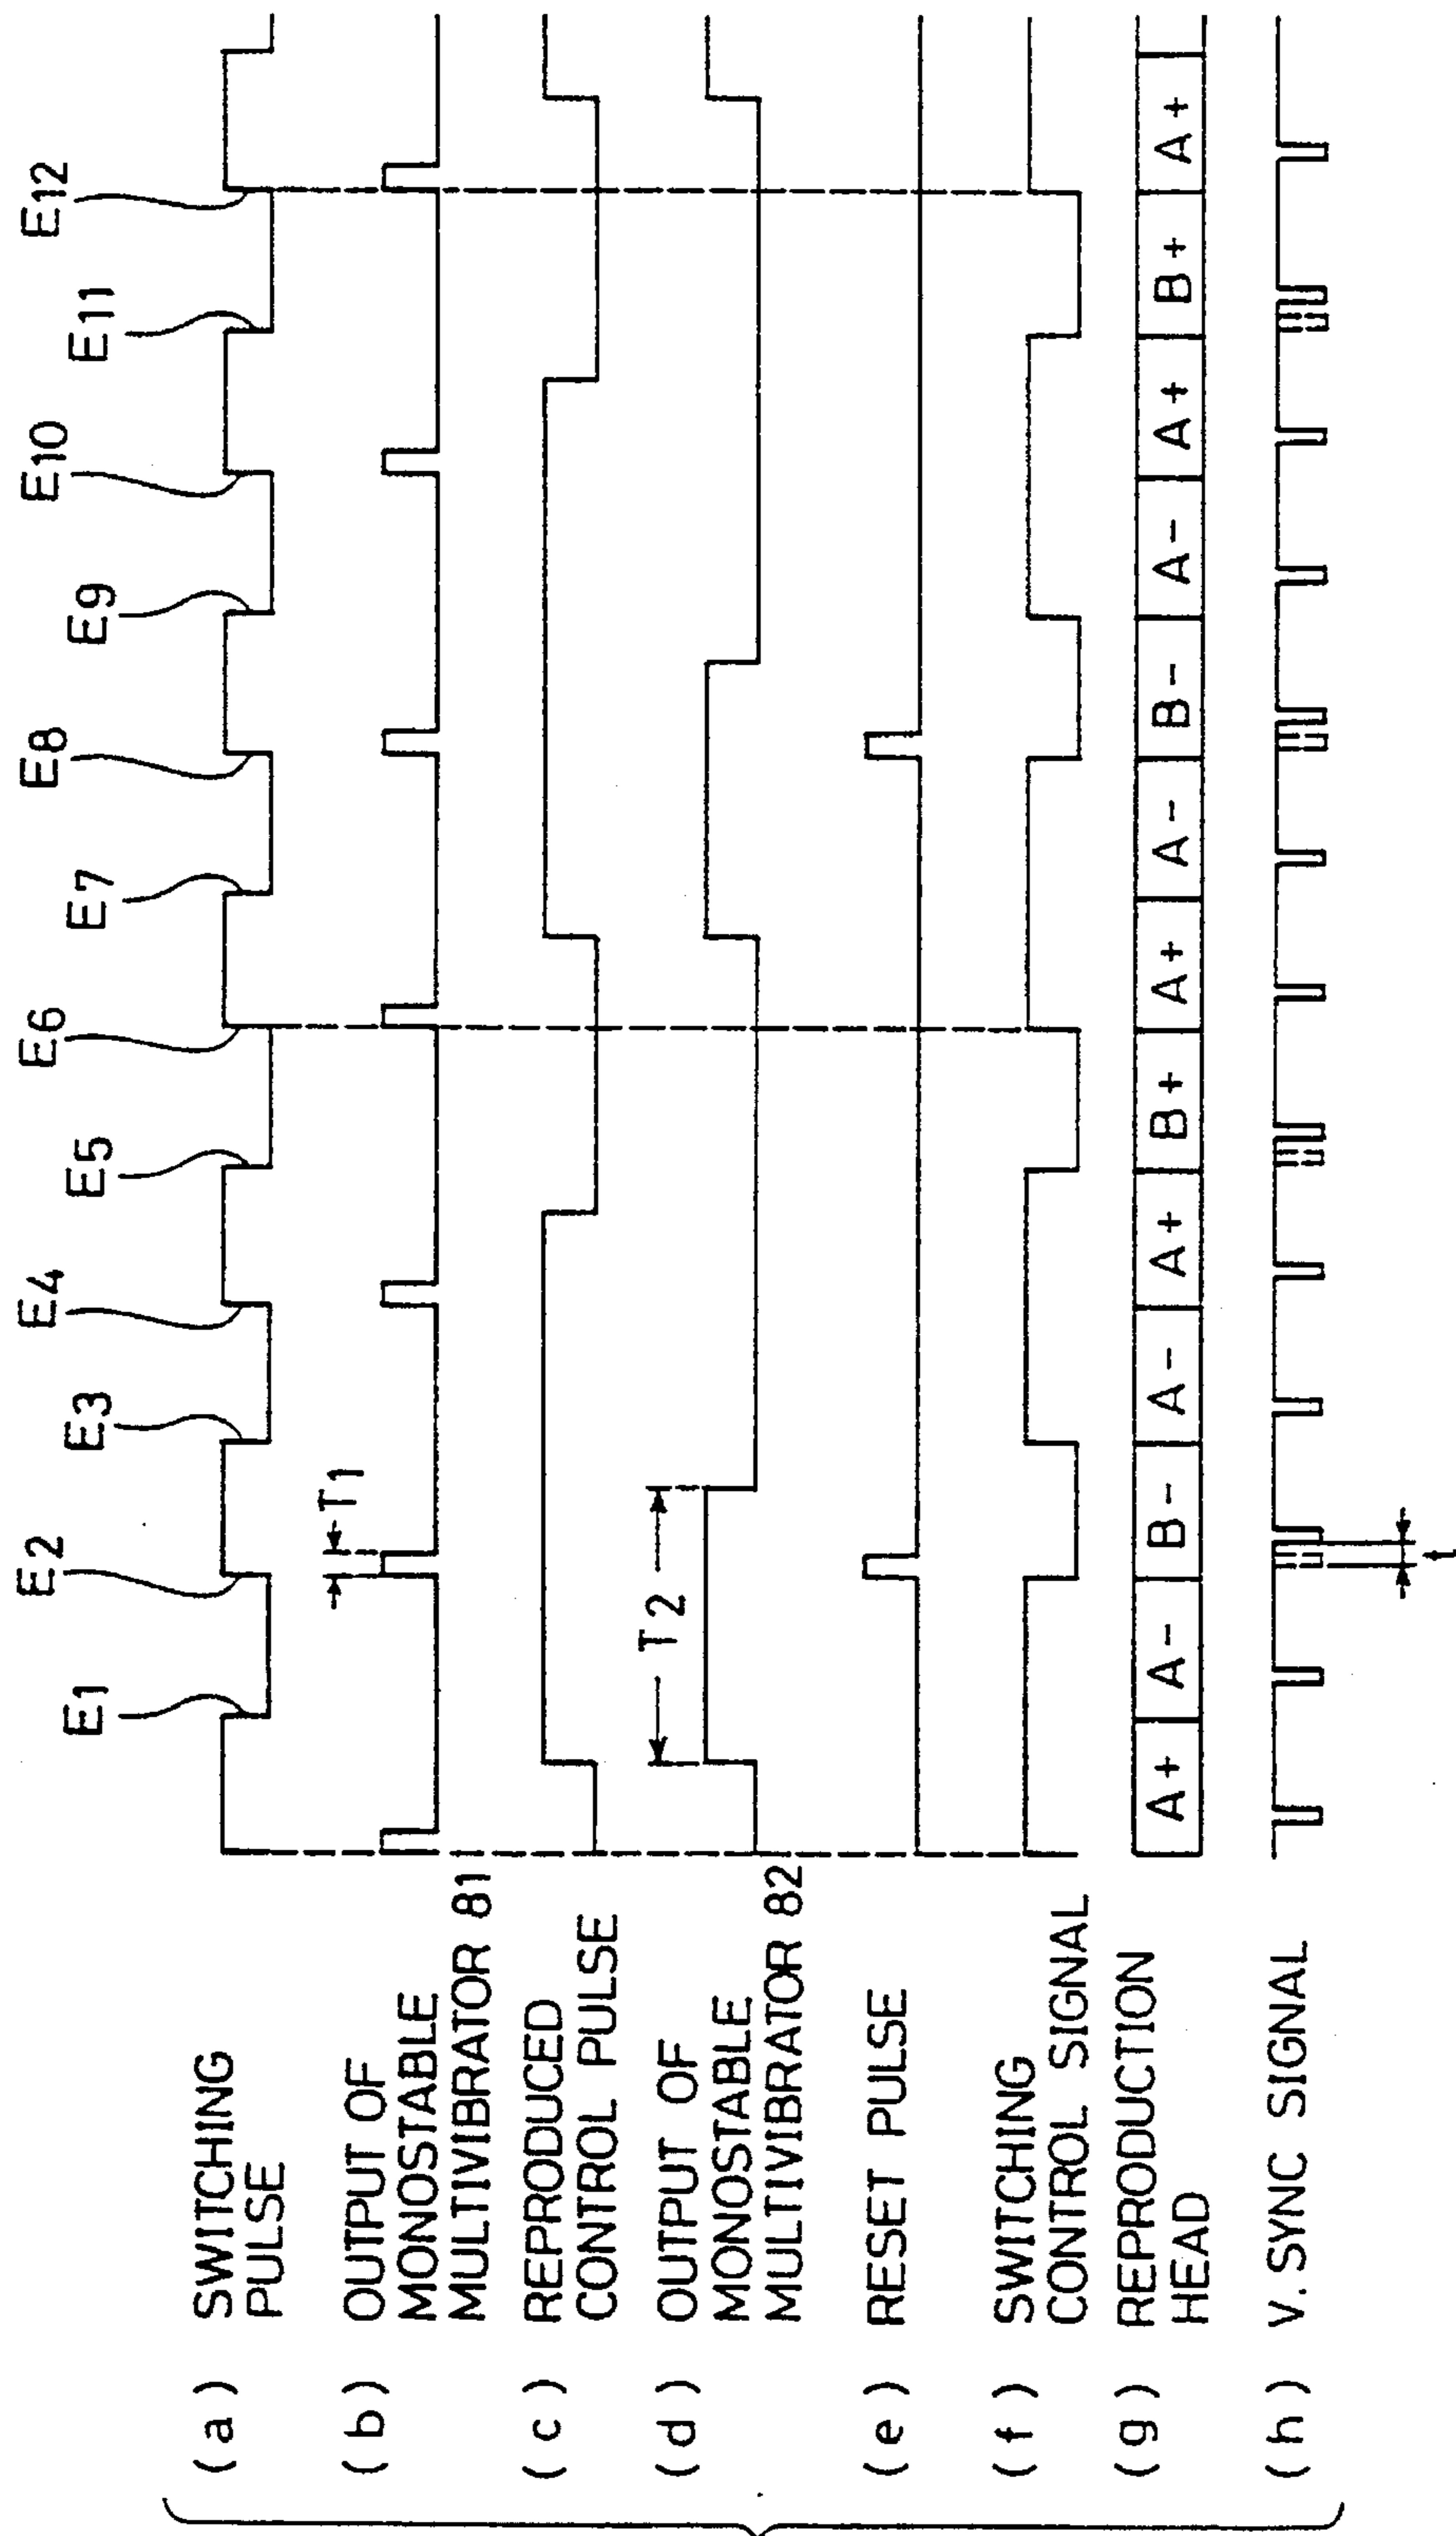 E1 E2 E3 E4 E5 E6 E7 E8 E9 E10 E11 E12
(a) SWITCHING
PULSE
(b) OUTPUT OF
MONOSTABLE
MULTIVIBRATOR 81
T1
(c) REPRODUCED
CONTROL PULSE
(d) OUTPUT OF
MONOSTABLE
MULTIVIBRATOR 82
T2
(e) RESET PULSE
(f) SWITCHING
CONTROL SIGNAL
(g) REPRODUCTION
HEAD
A+ A- B- A- A+ B+ A+ A- B- A- A+ B+ A+
(h) V.SYNC SIGNAL
t